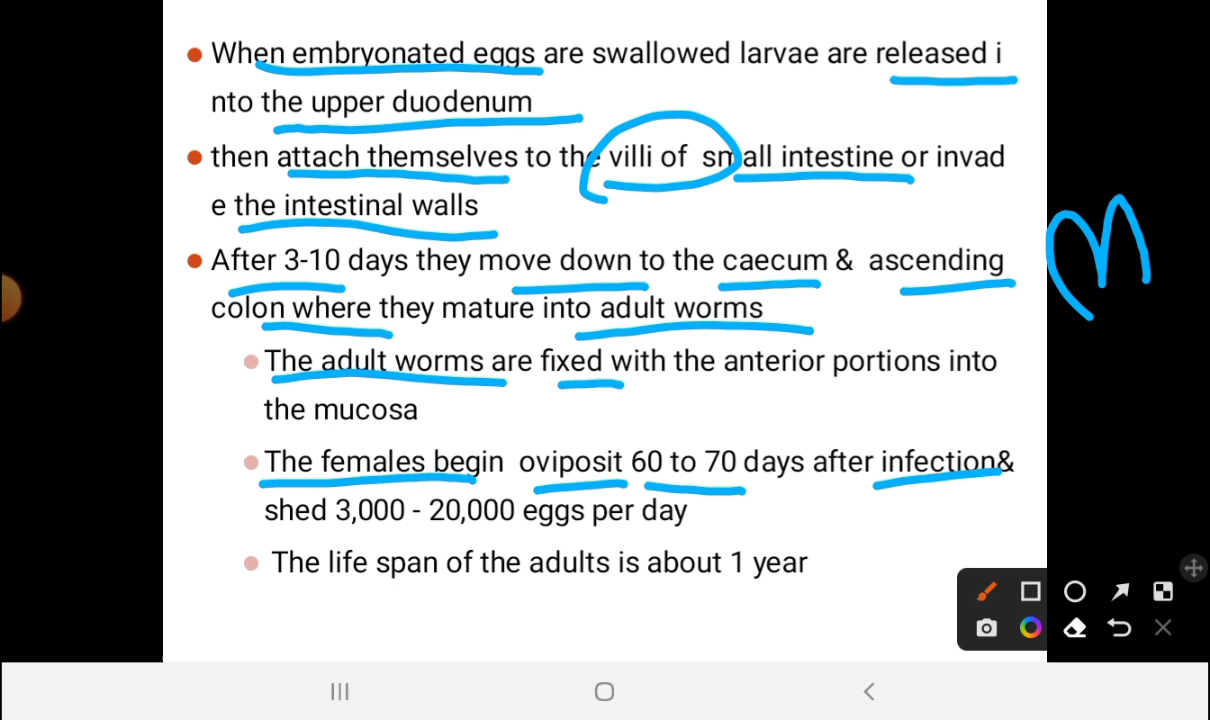 • When embryonated eggs are swallowed larvae are released i
nto the upper duodenum
• then attach themselves to the villi of small intestine or invad
e the intestinal walls
• After 3-10 days they move down to the caecum & ascending
colon where they mature into adult worms
• The adult worms are fixed with the anterior portions into
the mucosa
• The females begin oviposit 60 to 70 days after infection&
shed 3,000 - 20,000 eggs per day
• The life span of the adults is about 1 year